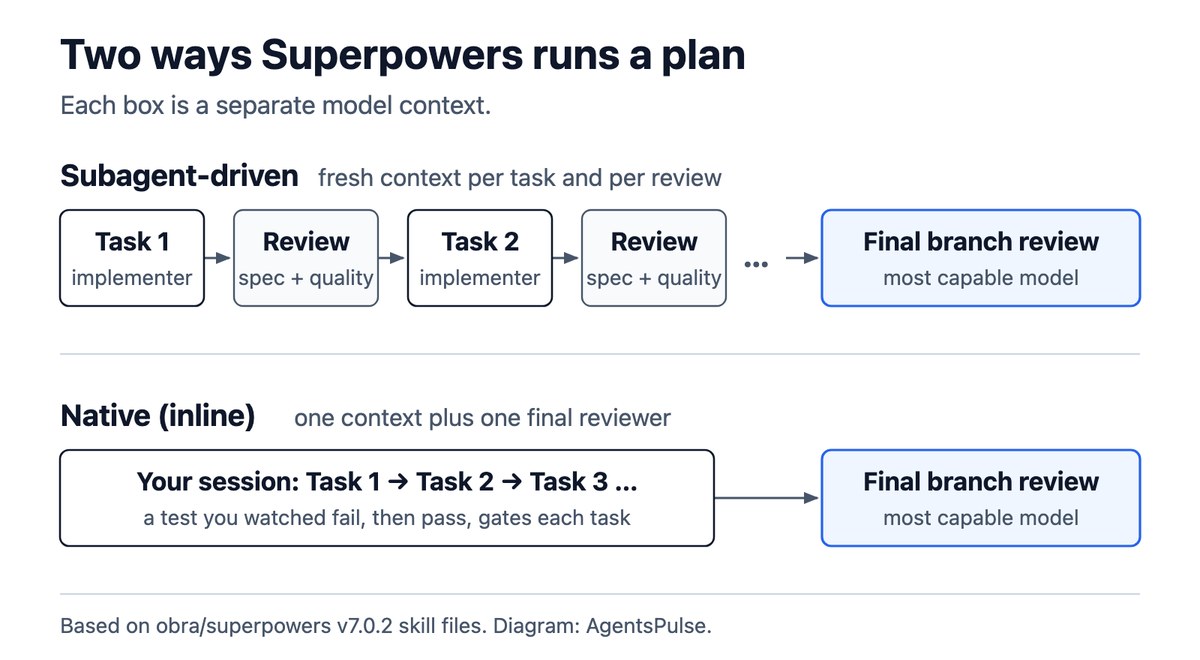 Two ways Superpowers runs a plan
Each box is a separate model context.
Subagent-driven fresh context per task and per review
Task 1 Review Task 2 Review Final branch review
implementer spec + quality implementer spec + quality ... most capable model
Native (inline) one context plus one final reviewer
Your session: Task 1 → Task 2 → Task 3 ... Final branch review
a test you watched fail, then pass, gates each task most capable model
Based on obra/superpowers v7.0.2 skill files. Diagram: AgentsPulse.